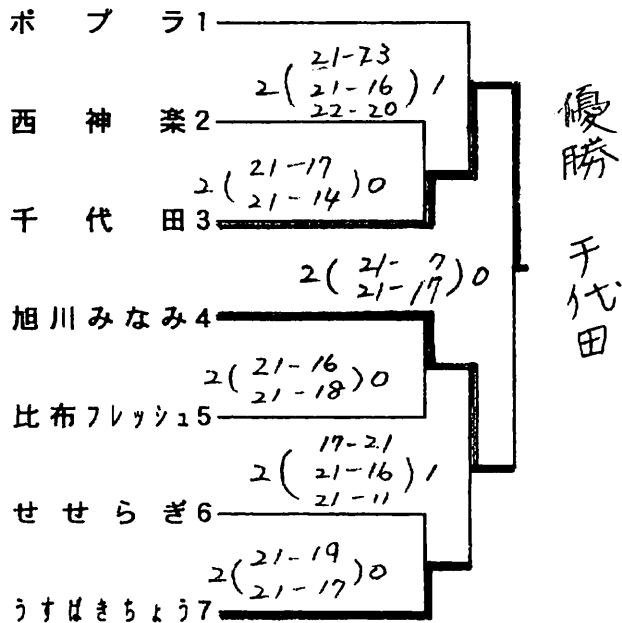 ポプラ 1
21-23
2(21-16)1
22-20
西神楽 2
21-17
2( )0
21-14
千代田 3
21-7
2( )0
21-17
旭川みなみ 4
21-16
2( )0
21-18
比布フレッシュ 5
17-21
2(21-16)1
21-11
せせらぎ 6
21-19
2( )0
21-17
うすばきちょう 7
優勝 千代田